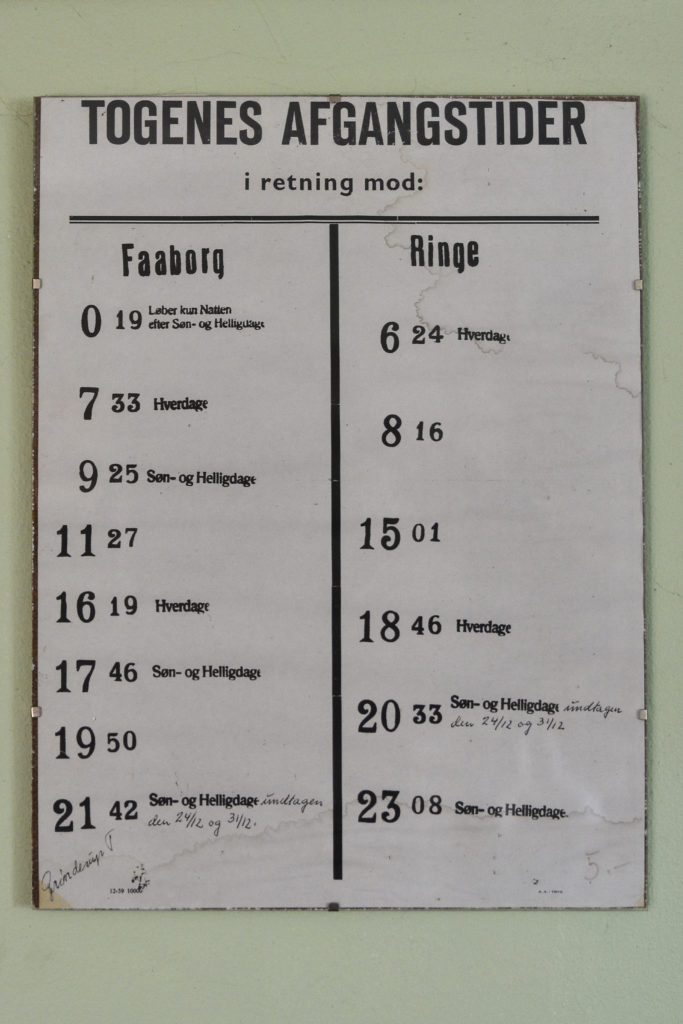 TOGENES AFGANGSTIDER
i retning mod:
Faaborg
0 19 Løber kun Natten
efter Søn- og Helligdage
7 33 Hverdage
9 25 Søn- og Helligdage
11 27
16 19 Hverdage
17 46 Søn- og Helligdage
19 50
21 42 Søn- og Helligdage undtagen
den 24/12 og 31/12.
Ringe
6 24 Hverdage
8 16
15 01
18 46 Hverdage
20 33 Søn- og Helligdage undtagen
den 24/12 og 31/12
23 08 Søn- og Helligdage
T
12-59
5.-